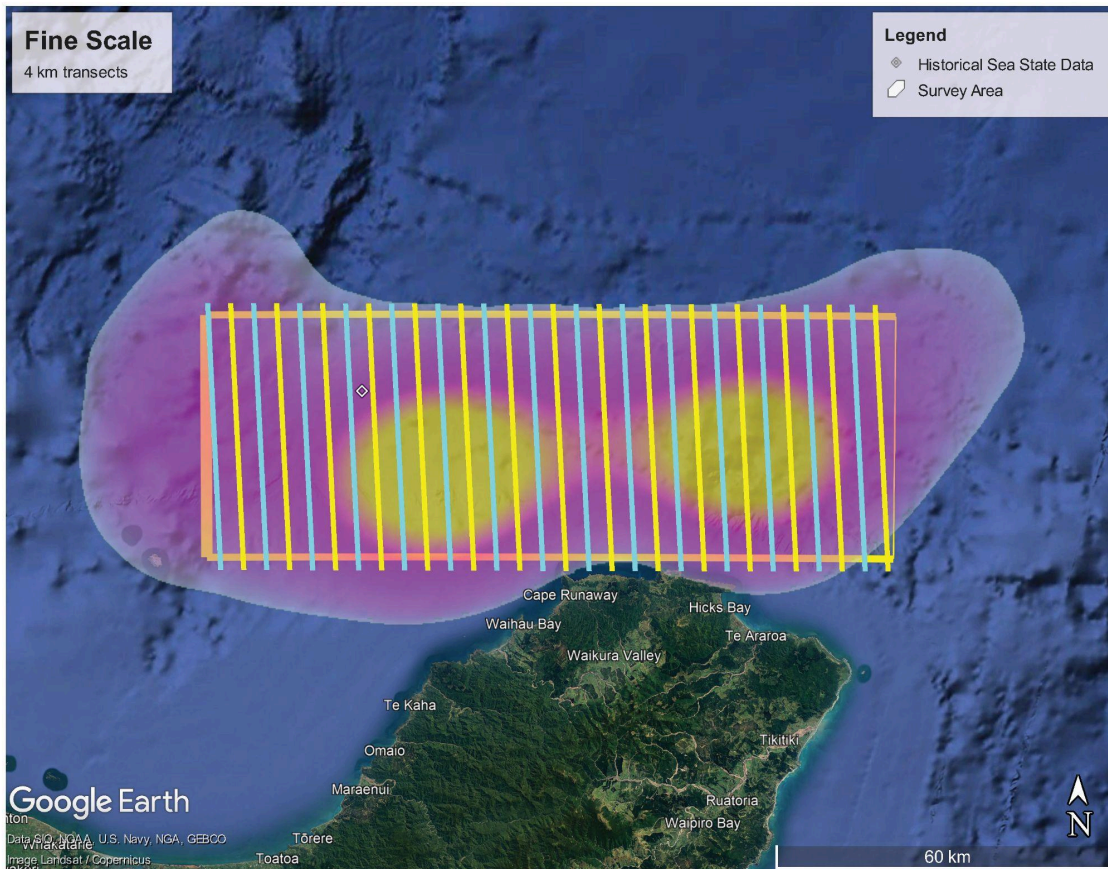 Fine Scale
4 km transects
Legend
Historical Sea State Data
Survey Area
Cape Runaway
Hicks Bay
Waihau Bay
Te Araroa
Waikura Valley
Te Kaha
Tikitiki
Omaio
Maraenui
Ruatoria
Google Earth
Waipiro Bay
Data SIO, NOAA, U.S. Navy, NGA, GEBCO
Whakatane
Tōrere
Image Landsat / Copernicus
Toatoa
60 km
N